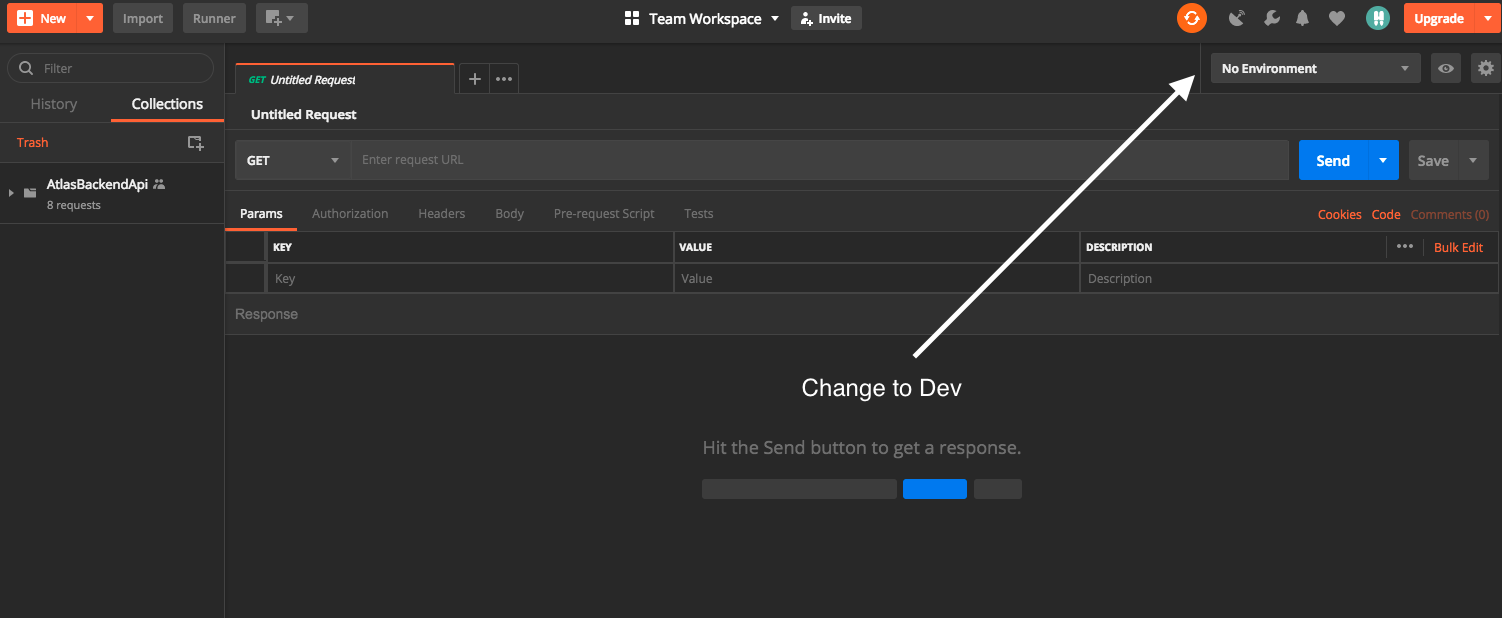 New
Import
Runner
Team Workspace
Invite
Upgrade
Filter
History
Collections
Trash
AtlasBackendApi
8 requests
GET Untitled Request
No Environment
Untitled Request
GET
Enter request URL
Send
Save
Params
Authorization
Headers
Body
Pre-request Script
Tests
Cookies
Code
Comments (0)
KEY
VALUE
DESCRIPTION
Bulk Edit
Key
Value
Description
Response
Change to Dev
Hit the Send button to get a response.